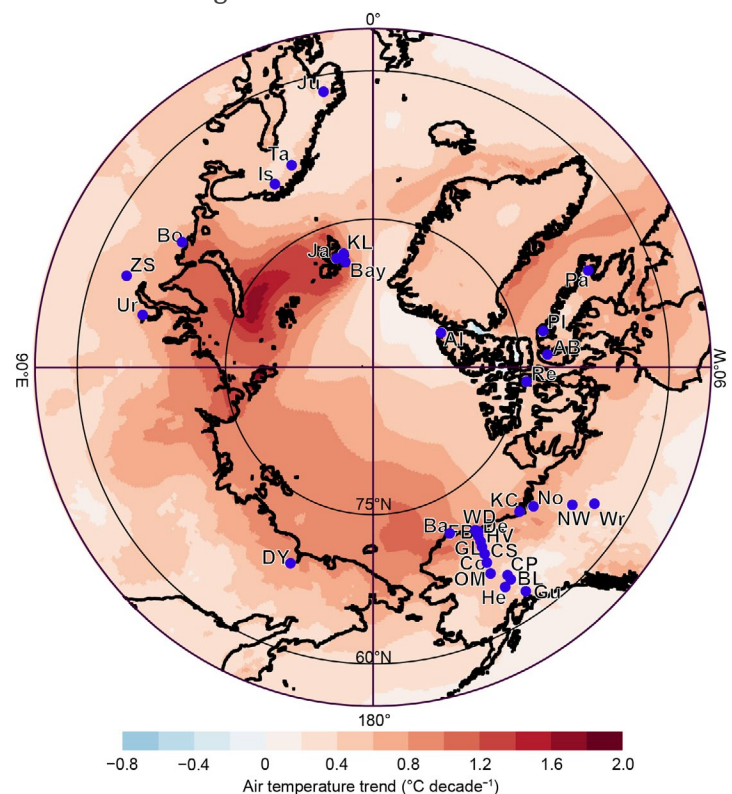 0°
Ju
Ta
Is
Bo
KL
Ja
Bay
ZS
Ur
Pa
Al
PI
AB
Re
90°
90°W
75°N
KC
No
NW
Wr
WD
Ba
De
HV
GL
CS
Co
CP
OM
BL
He
Gu
DY
60°N
180°
−0.8
−0.4
0
0.4
0.8
1.2
1.6
2.0
Air temperature trend (°C decade⁻¹)